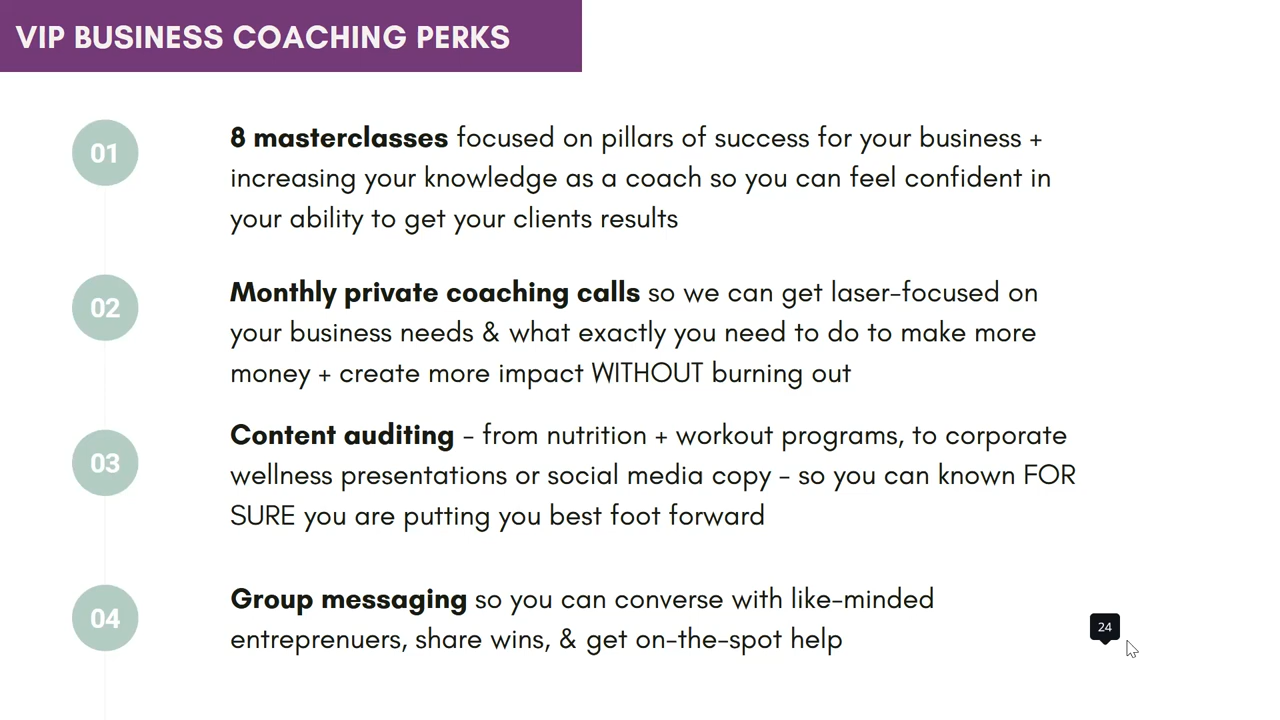 VIP BUSINESS COACHING PERKS
01
8 masterclasses focused on pillars of success for your business +
increasing your knowledge as a coach so you can feel confident in
your ability to get your clients results
02
Monthly private coaching calls so we can get laser-focused on
your business needs & what exactly you need to do to make more
money + create more impact WITHOUT burning out
03
Content auditing - from nutrition + workout programs, to corporate
wellness presentations or social media copy - so you can known FOR
SURE you are putting you best foot forward
04
Group messaging so you can converse with like-minded
entreprenuers, share wins, & get on-the-spot help
24